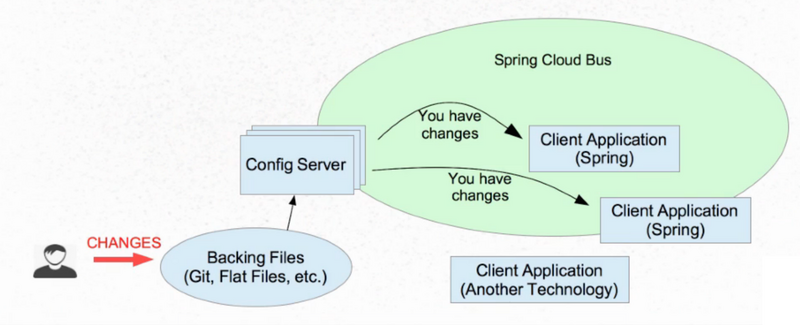 Spring Cloud Bus
You have
changes
Client Application
(Spring)
Config Server
You have
changes
Client Application
(Spring)
CHANGES
Backing Files
(Git, Flat Files, etc.)
Client Application
(Another Technology)